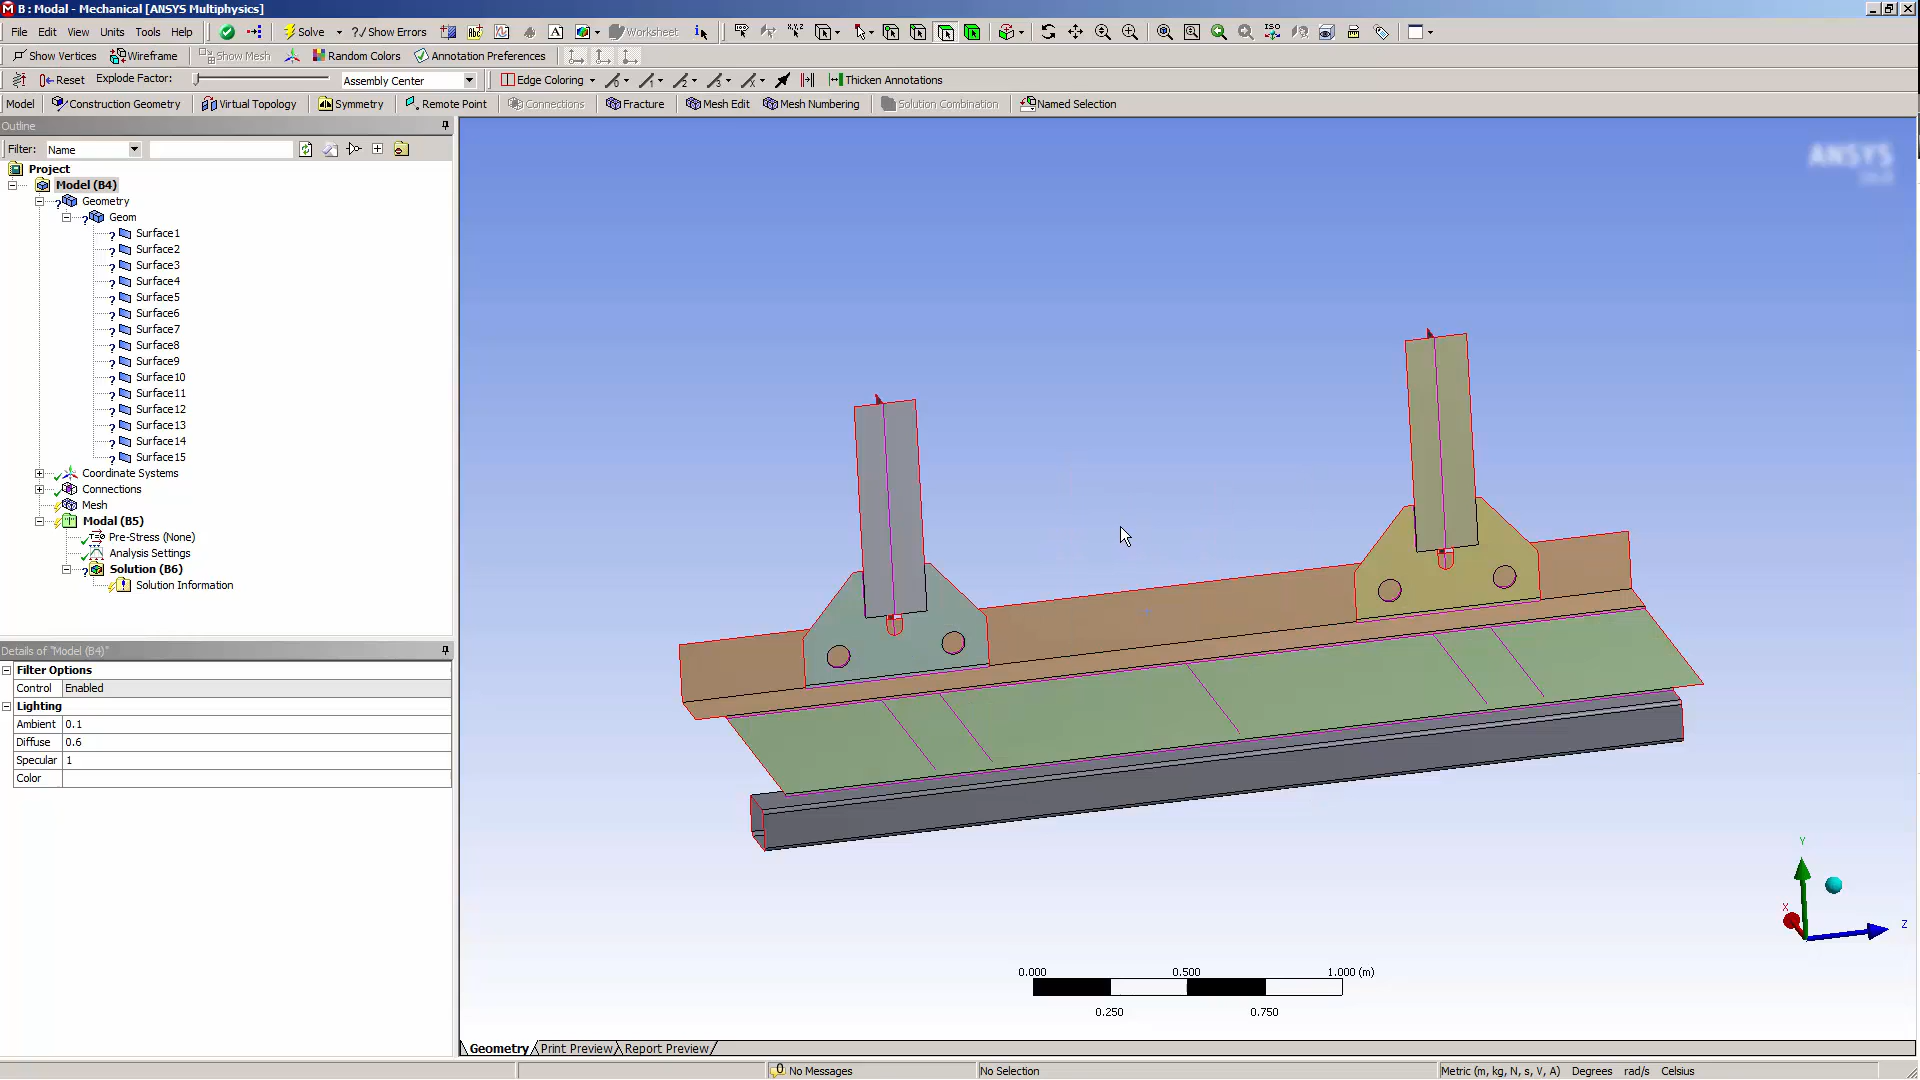 B : Modal - Mechanical [ANSYS Multiphysics]
File Edit View Units Tools Help Solve ?/ Show Errors Worksheet
Show Vertices Wireframe Show Mesh Random Colors Annotation Preferences
Reset Explode Factor: Assembly Center Edge Coloring Thicken Annotations
Model Construction Geometry Virtual Topology Symmetry Remote Point Connections Fracture Mesh Edit Mesh Numbering Solution Combination Named Selection
Outline
Filter: Name
Project
Model (B4)
Geometry
Geom
Surface1
Surface2
Surface3
Surface4
Surface5
Surface6
Surface7
Surface8
Surface9
Surface10
Surface11
Surface12
Surface13
Surface14
Surface15
Coordinate Systems
Connections
Mesh
Modal (B5)
Pre-Stress (None)
Analysis Settings
Solution (B6)
Solution Information
Details of "Model (B4)"
Filter Options
Control Enabled
Lighting
Ambient 0.1
Diffuse 0.6
Specular 1
Color
ANSYS
Y
X
Z
0.000 0.500 1.000 (m)
0.250 0.750
Geometry Print Preview Report Preview
0 No Messages No Selection Metric (m, kg, N, s, V, A) Degrees rad/s Celsius